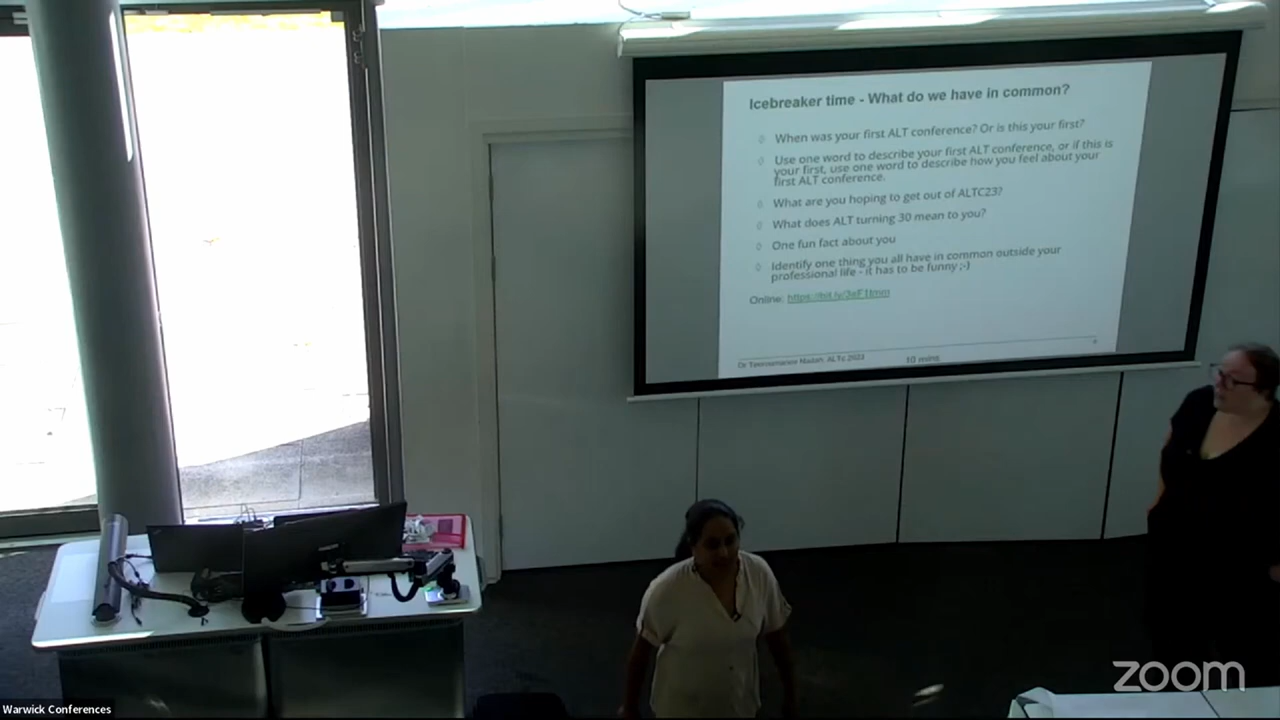 Icebreaker time - What do we have in common?
When was your first ALT conference? Or is this your first?
Use one word to describe your first ALT conference, or if this is
your first, use one word to describe how you feel about your
first ALT conference.
What are you hoping to get out of ALTC23?
What does ALT turning 30 mean to you?
One fun fact about you
Identify one thing you all have in common outside your
professional life - it has to be funny ;-)
Online:
10 mins
zoom
Warwick Conferences